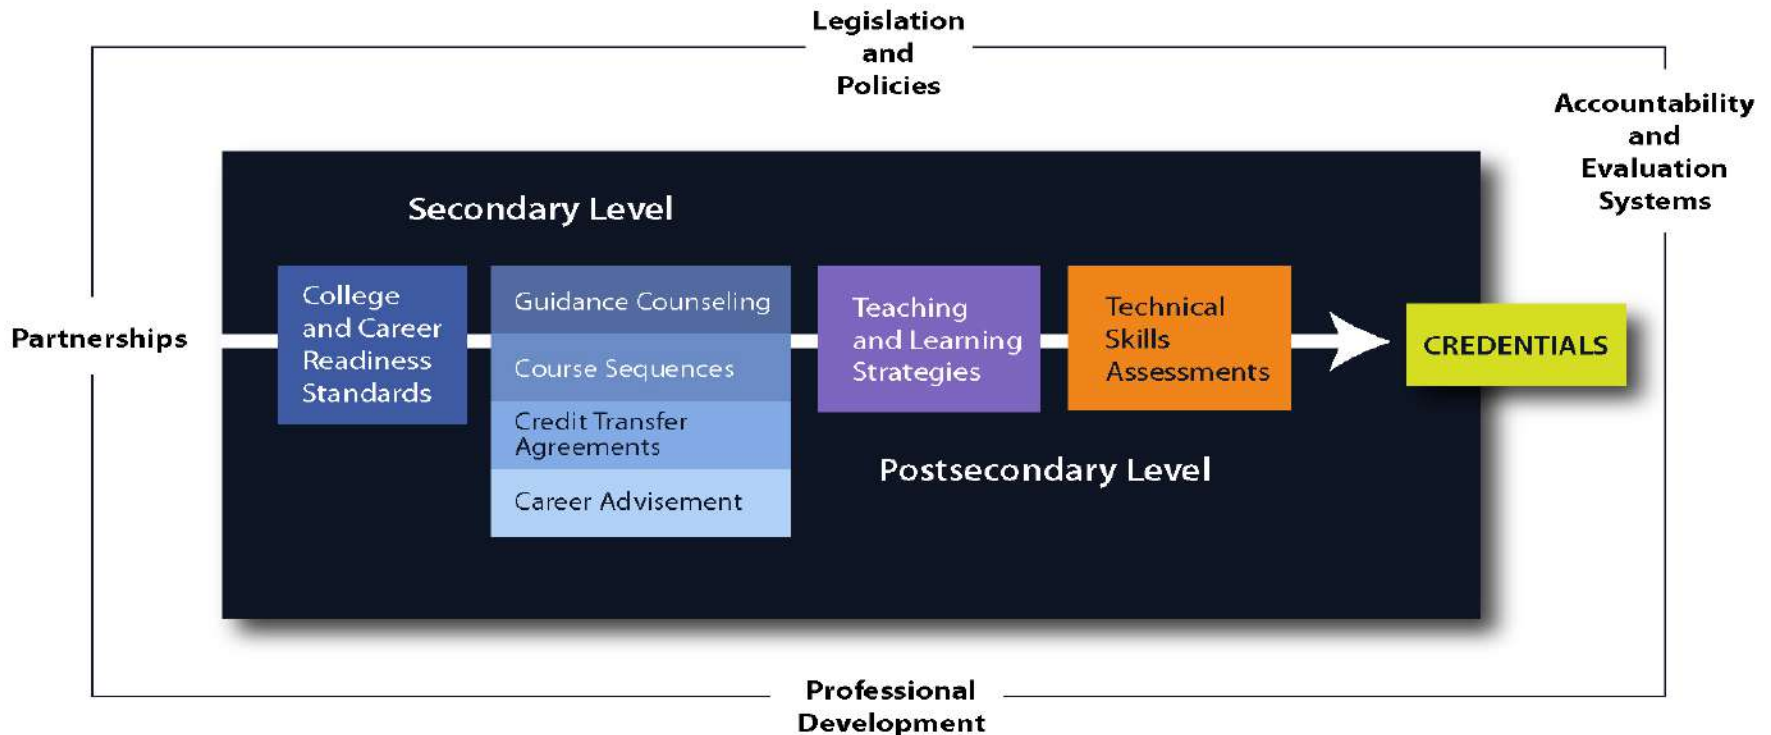 Legislation
and
Policies
Accountability
and
Evaluation
Systems
Secondary Level
College
and Career
Readiness
Standards
Guidance Counseling
Course Sequences
Credit Transfer
Agreements
Career Advisement
Teaching
and Learning
Strategies
Technical
Skills
Assessments
Partnerships
CREDENTIALS
Postsecondary Level
Professional
Development